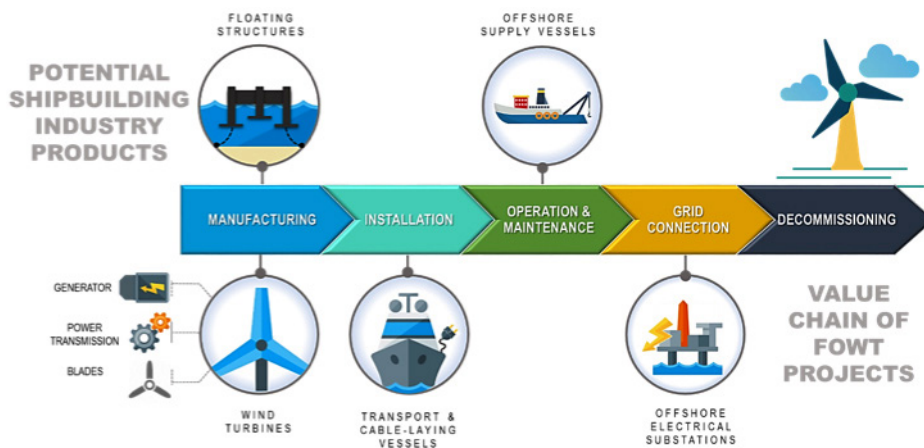 FLOATING
STRUCTURES
OFFSHORE
SUPPLY VESSELS
POTENTIAL
SHIPBUILDING
INDUSTRY
PRODUCTS
MANUFACTURING
INSTALLATION
OPERATION &
MAINTENANCE
GRID
CONNECTION
DECOMMISSIONING
GENERATOR
POWER
TRANSMISSION
BLADES
WIND
TURBINES
TRANSPORT &
CABLE-LAYING
VESSELS
OFFSHORE
ELECTRICAL
SUBSTATIONS
VALUE
CHAIN OF
FOWT
PROJECTS